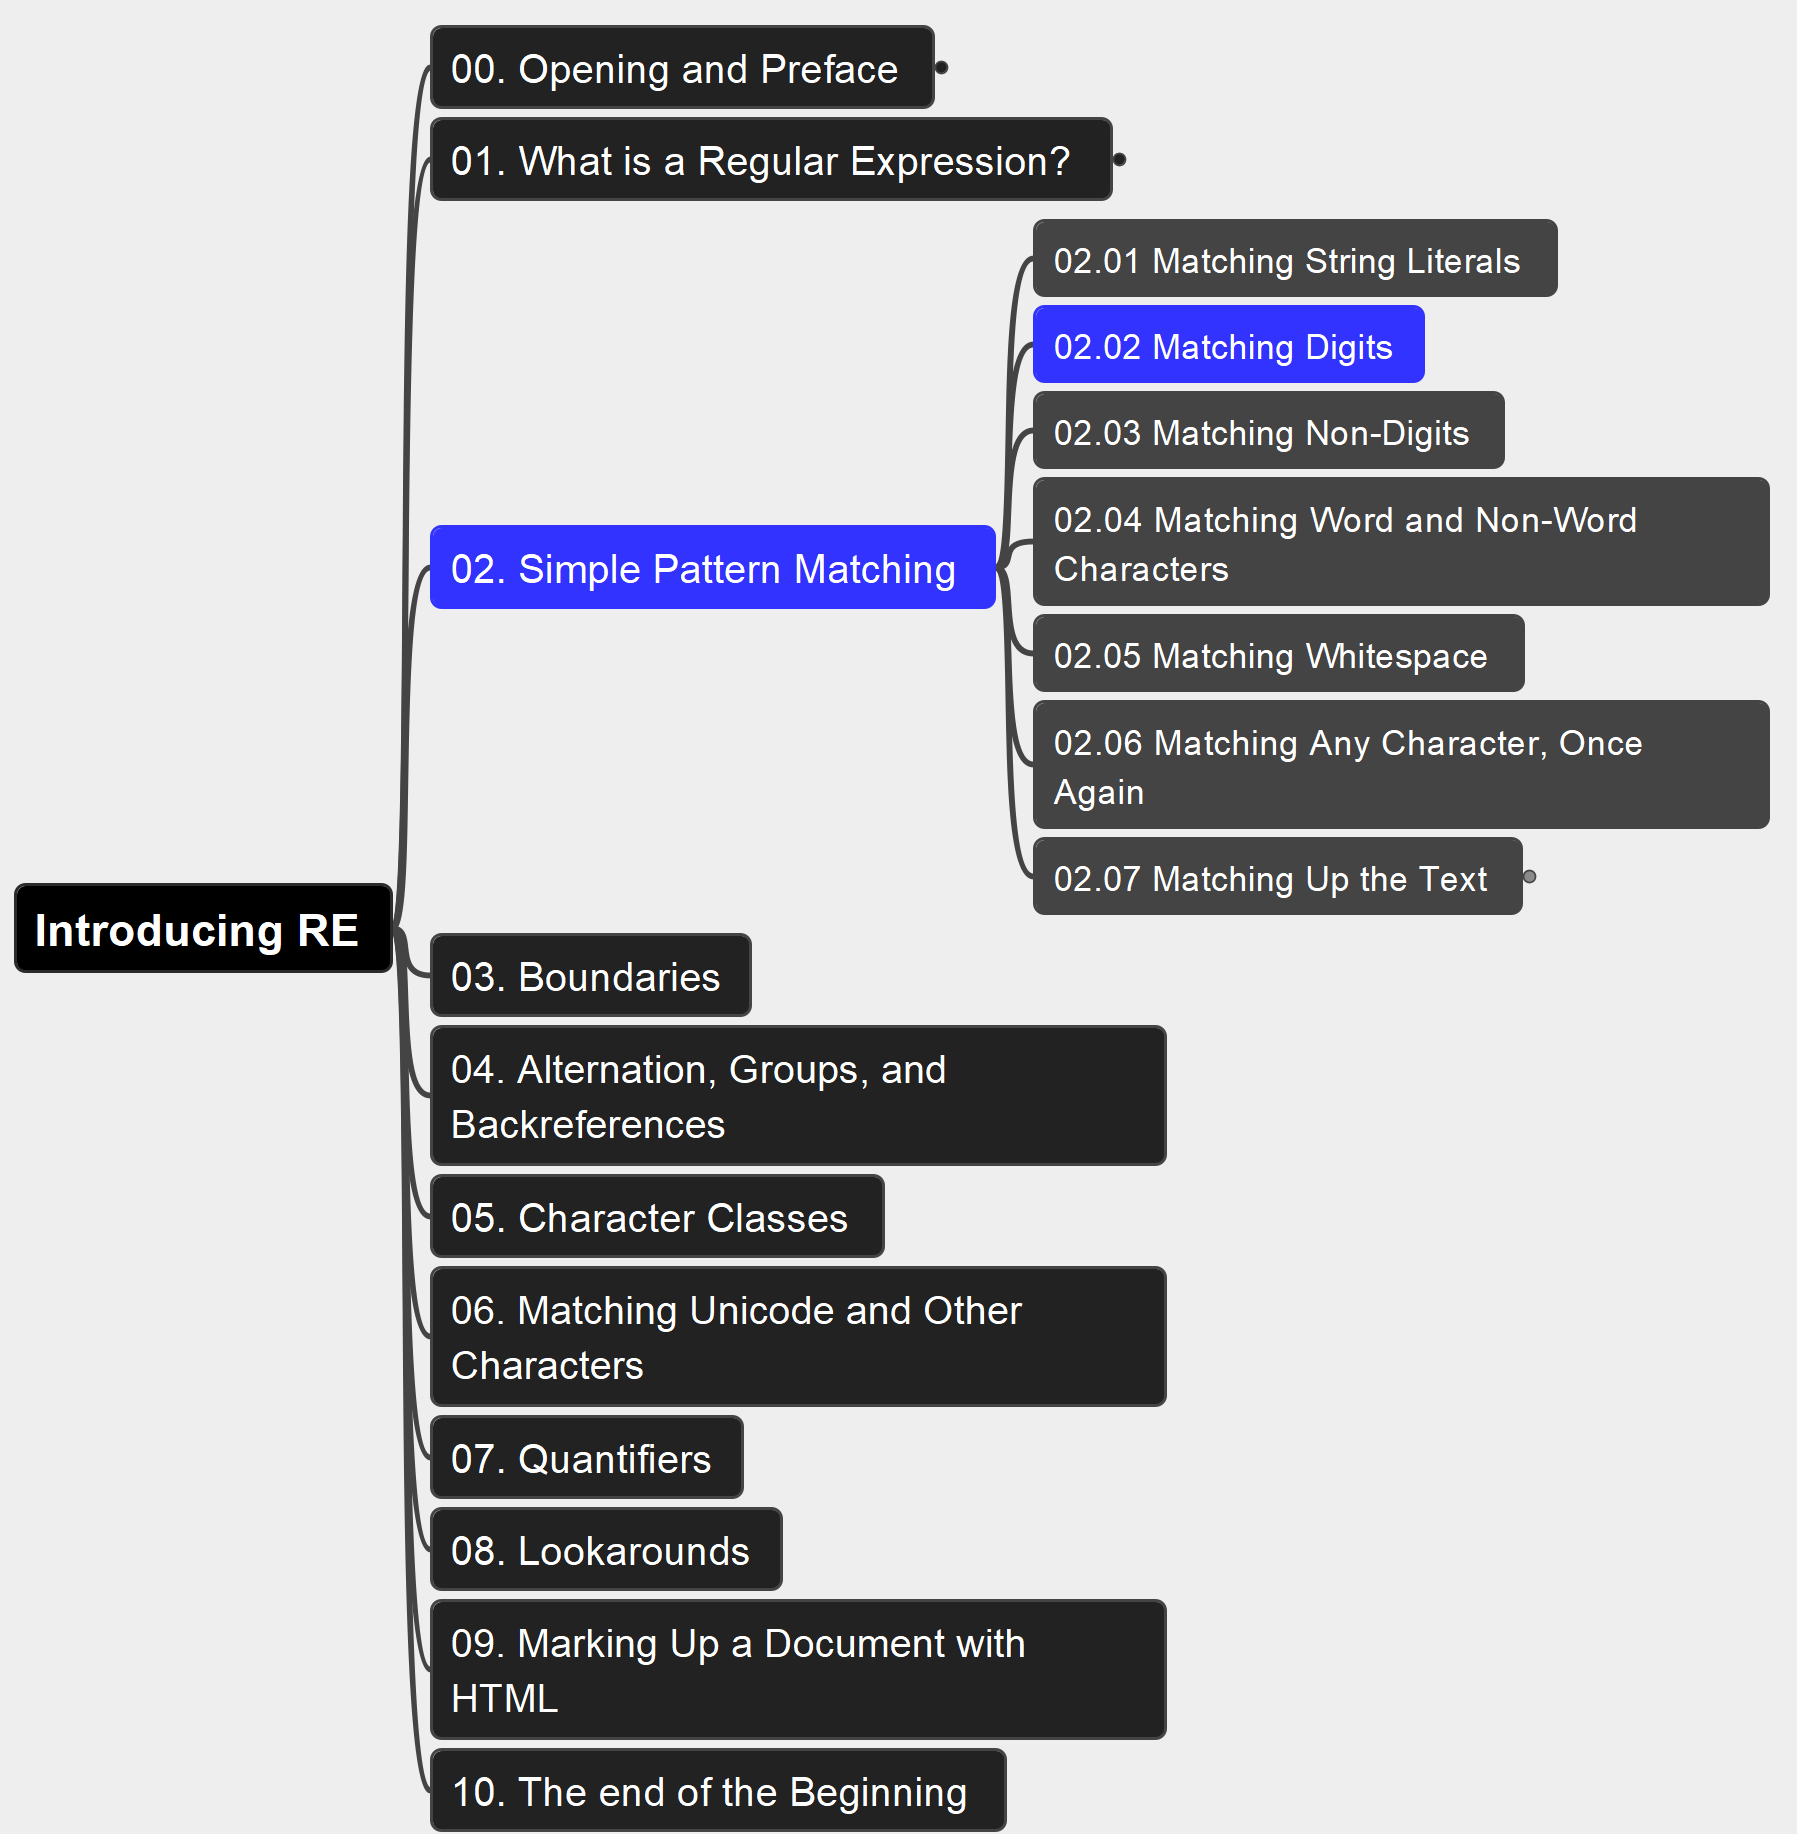 00. Opening and Preface
01. What is a Regular Expression?
02.01 Matching String Literals
02.02 Matching Digits
02.03 Matching Non-Digits
02.04 Matching Word and Non-Word
Characters
02. Simple Pattern Matching
02.05 Matching Whitespace
02.06 Matching Any Character, Once
Again
02.07 Matching Up the Text
Introducing RE
03. Boundaries
04. Alternation, Groups, and
Backreferences
05. Character Classes
06. Matching Unicode and Other
Characters
07. Quantifiers
08. Lookarounds
09. Marking Up a Document with
HTML
10. The end of the Beginning